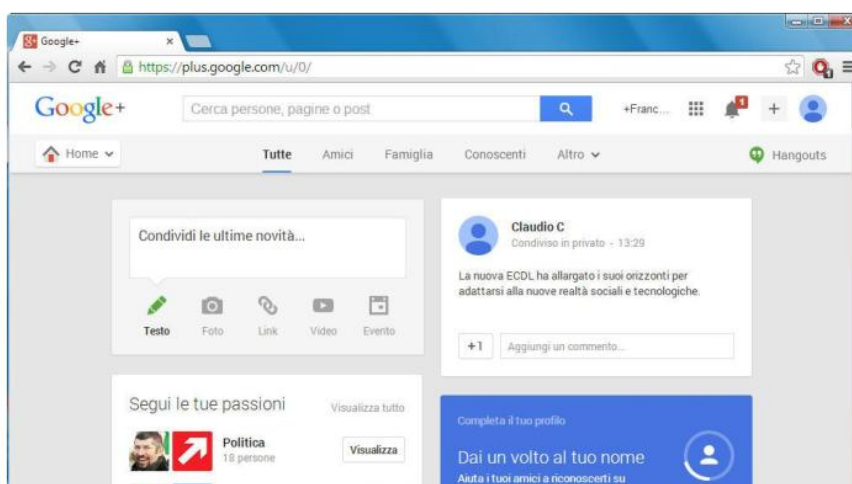 Google+
https://plus.google.com/u/0/
Google+
Cerca persone, pagine o post
+Franc...
1
+
Home
Tutte
Amici
Famiglia
Conoscenti
Altro
Hangouts
Condividi le ultime novità...
Testo
Foto
Link
Video
Evento
Claudio C
Condiviso in privato - 13:29
La nuova ECDL ha allargato i suoi orizzonti per
adattarsi alla nuove realtà sociali e tecnologiche.
+1
Aggiungi un commento...
Segui le tue passioni
Visualizza tutto
Politica
18 persone
Visualizza
Completa il tuo profilo
Dai un volto al tuo nome
Aiuta i tuoi amici a riconoscerti su